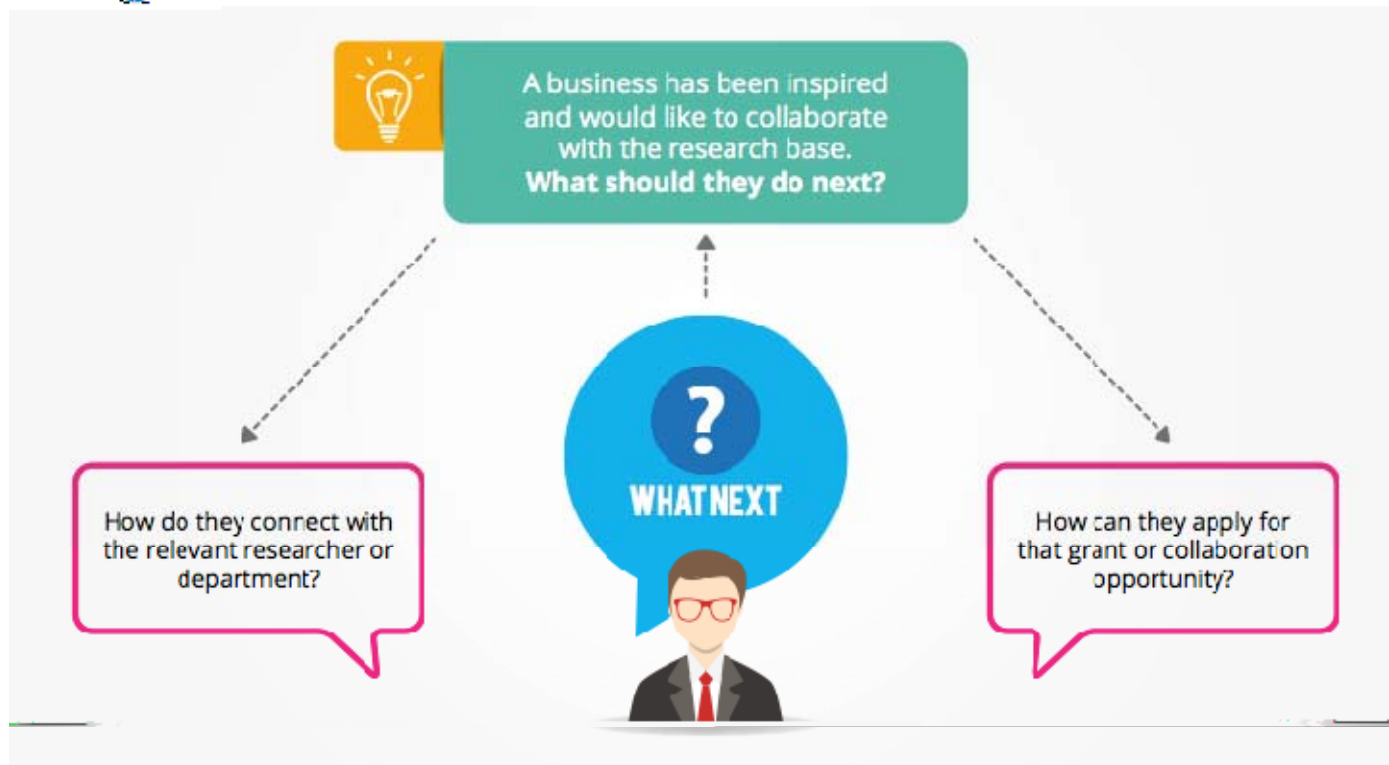 A business has been inspired
and would like to collaborate
with the research base.
What should they do next?
?
WHAT NEXT
How do they connect with
the relevant researcher or
department?
How can they apply for
that grant or collaboration
opportunity?